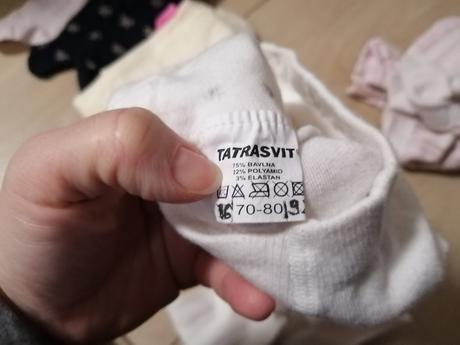 TATRASVIT®
75% BAVLNA
22% POLYAMID
3% ELASTAN
70-80